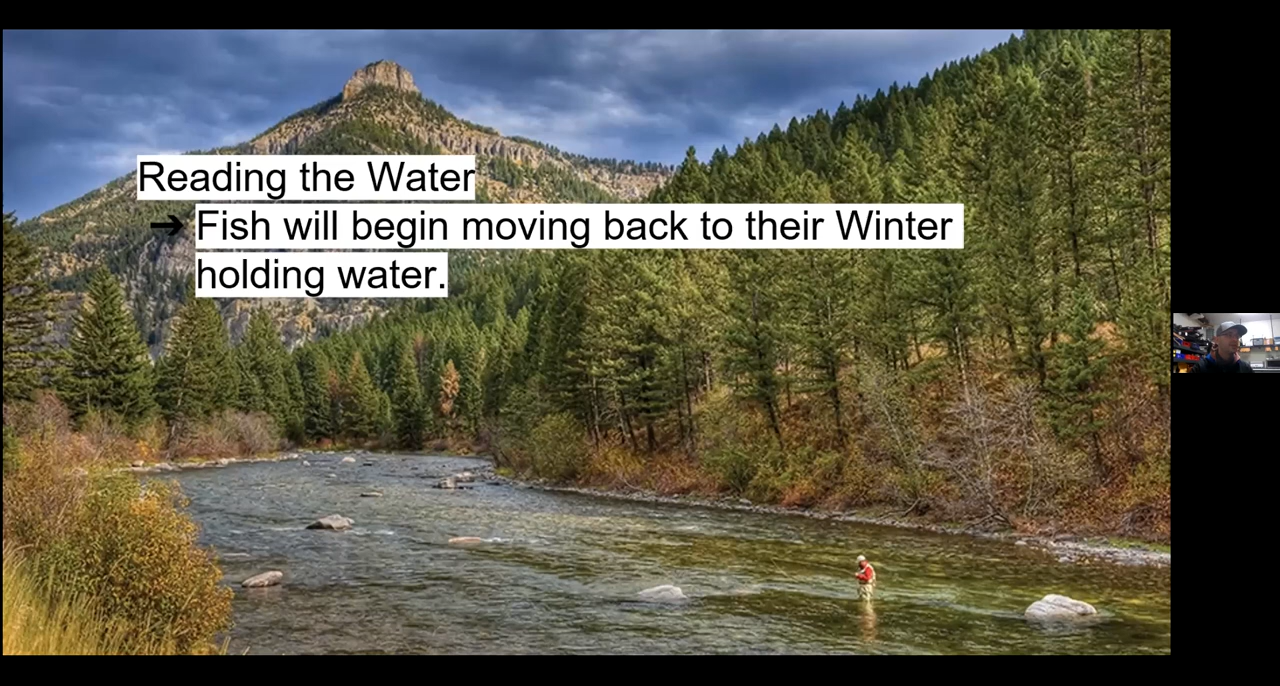 Reading the Water
➔ Fish will begin moving back to their Winter
holding water.